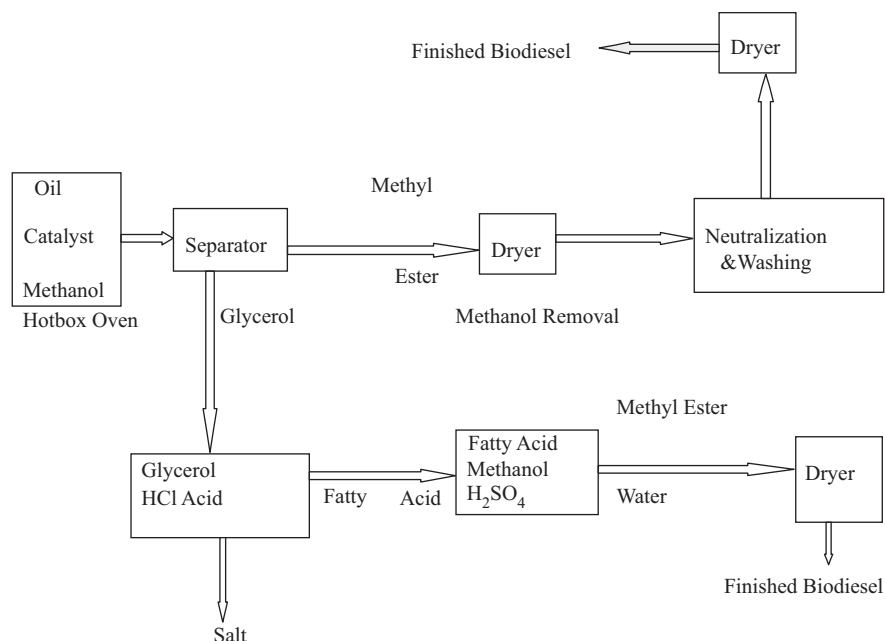 Finished Biodiesel
Dryer
Oil
Catalyst
Methanol
Hotbox Oven
Separator
Methyl
Ester
Dryer
Methanol Removal
Neutralization
&Washing
Glycerol
Glycerol
HCl Acid
Fatty Acid
Fatty Acid
Methanol
H₂SO₄
Methyl Ester
Water
Dryer
Finished Biodiesel
Salt